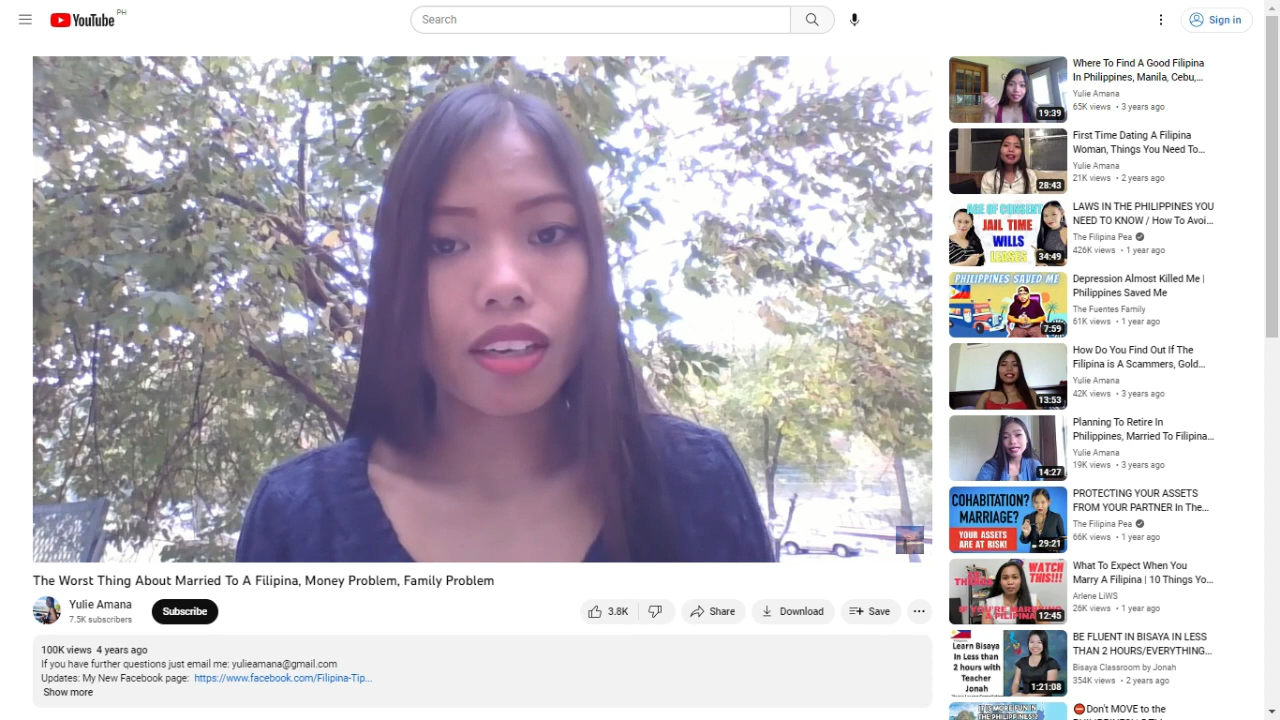 YouTube PH
Search
Sign in
The Worst Thing About Married To A Filipina, Money Problem, Family Problem
Yulie Amana
7.5K subscribers
Subscribe
3.8K
Share
Download
Save
100K views 4 years ago
If you have further questions just email me: yulieamana@gmail.com
Updates: My New Facebook page: https://www.facebook.com/Filipina-Tip...
Show more
19:39
Where To Find A Good Filipina
In Philippines, Manila, Cebu,...
Yulie Amana
65K views • 3 years ago
28:43
First Time Dating A Filipina
Woman, Things You Need To...
Yulie Amana
21K views • 2 years ago
AGE OF CONSENT
JAIL TIME
WILLS
LEASES
34:49
LAWS IN THE PHILIPPINES YOU
NEED TO KNOW / How To Avoi...
The Filipina Pea
426K views • 1 year ago
PHILIPPINES SAVED ME
7:59
Depression Almost Killed Me |
Philippines Saved Me
The Fuentes Family
61K views • 1 year ago
13:53
How Do You Find Out If The
Filipina is A Scammers, Gold...
Yulie Amana
42K views • 3 years ago
14:27
Planning To Retire In
Philippines, Married To Filipina...
Yulie Amana
19K views • 3 years ago
COHABITATION?
MARRIAGE?
YOUR ASSETS
ARE AT RISK!
29:21
PROTECTING YOUR ASSETS
FROM YOUR PARTNER In The...
The Filipina Pea
66K views • 1 year ago
WATCH
THIS!!!
THINGS
12:45
What To Expect When You
Marry A Filipina | 10 Things Yo...
Arlene LiWS
26K views • 1 year ago
Learn Bisaya
In Less than
2 hours with
Teacher
Jonah
1:21:08
BE FLUENT IN BISAYA IN LESS
THAN 2 HOURS/EVERYTHING...
Bisaya Classroom by Jonah
354K views • 2 years ago
IT IS MORE FUN IN
THE PHILIPPINES?
Don't MOVE to the